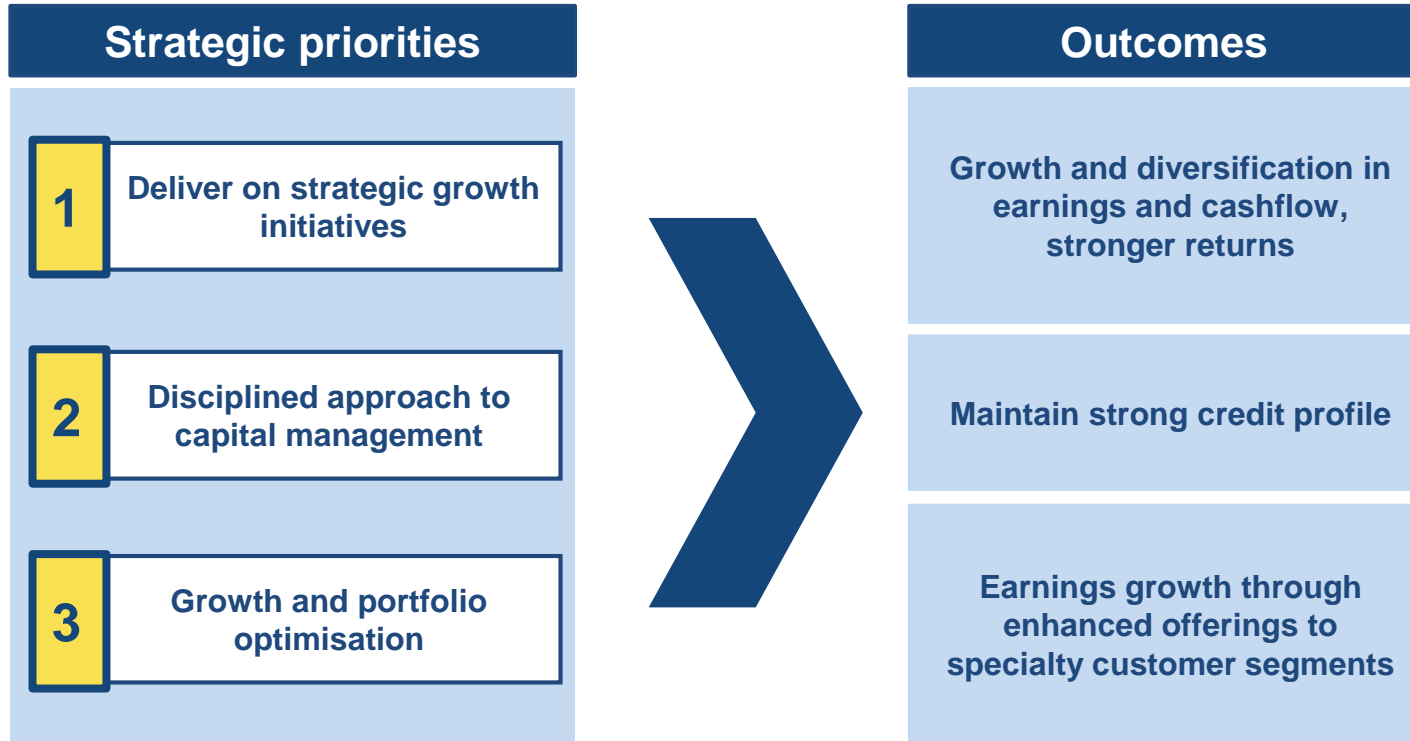 Strategic priorities
1
Deliver on strategic growth
initiatives
2
Disciplined approach to
capital management
3
Growth and portfolio
optimisation
Outcomes
Growth and diversification in
earnings and cashflow,
stronger returns
Maintain strong credit profile
Earnings growth through
enhanced offerings to
specialty customer segments